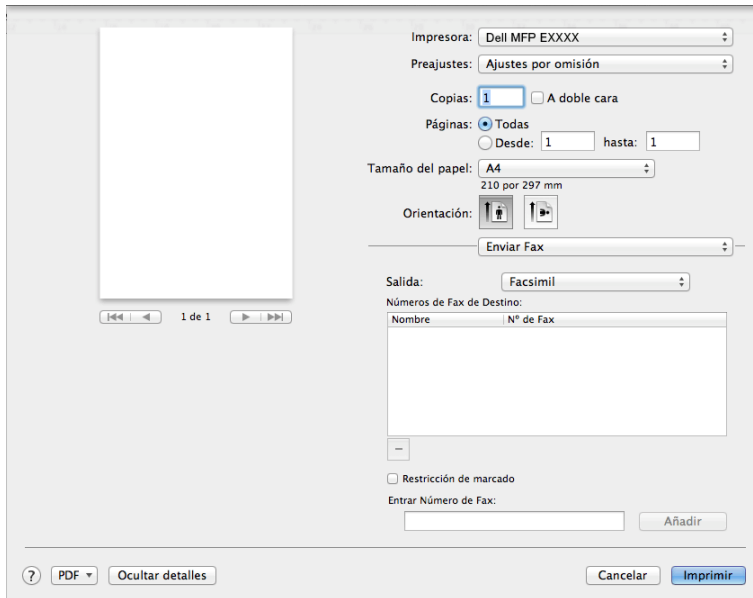 Impresora: Dell MFP EXXXX
Preajustes: Ajustes por omisión
Copias: 1 A doble cara
Páginas: Todas
Desde: 1 hasta: 1
Tamaño del papel: A4
210 por 297 mm
Orientación:
Enviar Fax
Salida: Facsimil
Números de Fax de Destino:
Nombre Nº de Fax
1 de 1
−
Restricción de marcado
Entrar Número de Fax:
Añadir
? PDF Ocultar detalles Cancelar Imprimir